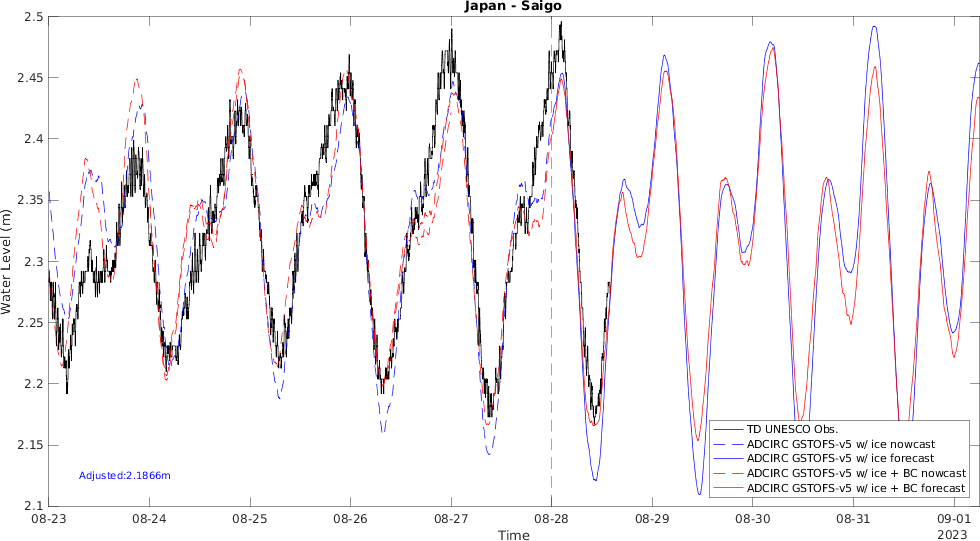 Japan - Saigo
Water Level (m)
2.5
2.45
2.4
2.35
2.3
2.25
2.2
2.15
2.1
Adjusted:2.1866m
TD UNESCO Obs.
ADCIRC GSTOFS-v5 w/ ice nowcast
ADCIRC GSTOFS-v5 w/ ice forecast
ADCIRC GSTOFS-v5 w/ ice + BC nowcast
ADCIRC GSTOFS-v5 w/ ice + BC forecast
08-23 08-24 08-25 08-26 08-27 08-28 08-29 08-30 08-31 09-01
Time
2023